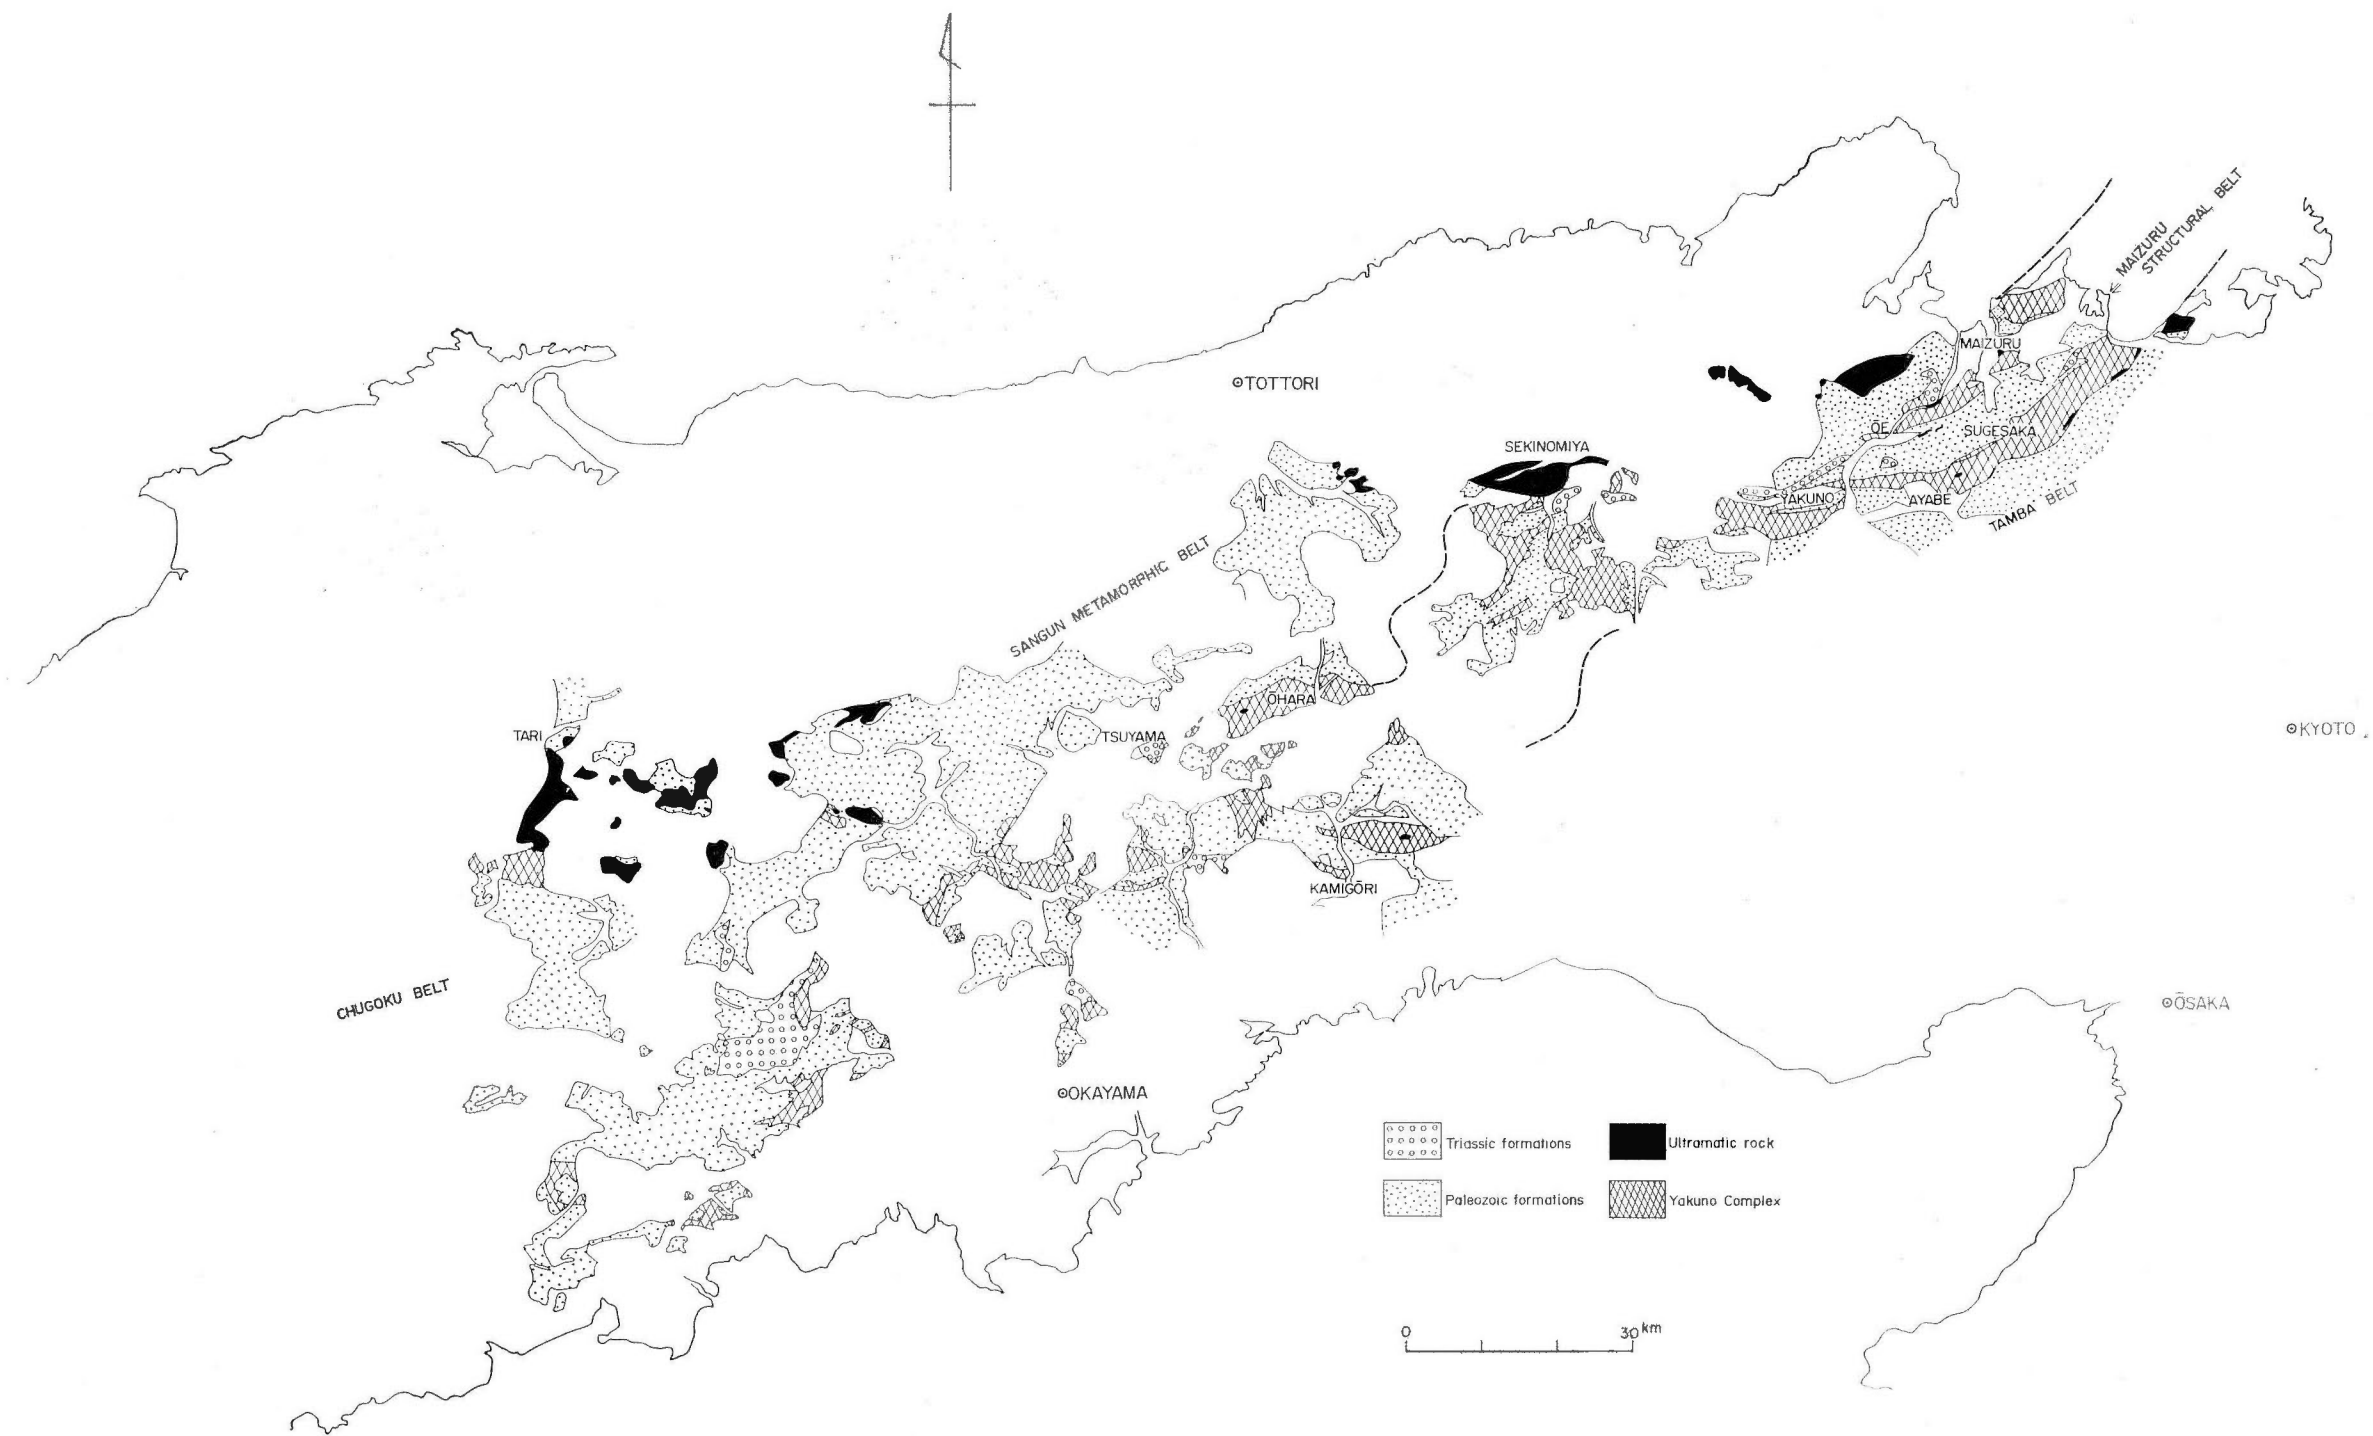 MAIZURU
STRUCTURAL BELT
MAIZURU
⊙TOTTORI
ŌE
SUGESAKA
SEKINOMIYA
YAKUNO
AYABE
TAMBA BELT
SANGUN METAMORPHIC BELT
ŌHARA
TARI
TSUYAMA
⊙KYOTO
KAMIGŌRI
CHUGOKU BELT
⊙ŌSAKA
⊙OKAYAMA
Triassic formations
Ultramatic rock
Paleozoic formations
Yakuno Complex
0 30 km